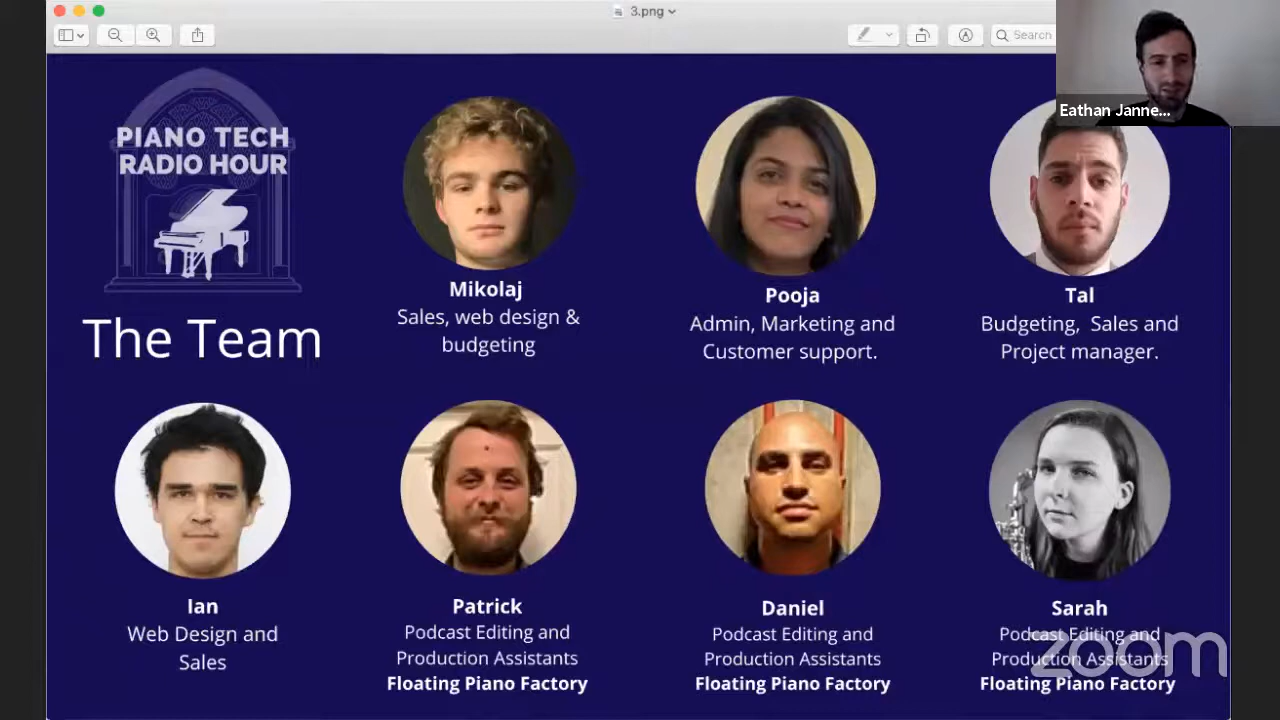 3.png
Search
Eathan Janne...
PIANO TECH
RADIO HOUR
The Team
Mikolaj
Sales, web design &
budgeting
Pooja
Admin, Marketing and
Customer support.
Tal
Budgeting, Sales and
Project manager.
Ian
Web Design and
Sales
Patrick
Podcast Editing and
Production Assistants
Floating Piano Factory
Daniel
Podcast Editing and
Production Assistants
Floating Piano Factory
Sarah
Podcast Editing and
Production Assistants
Floating Piano Factory
zoom